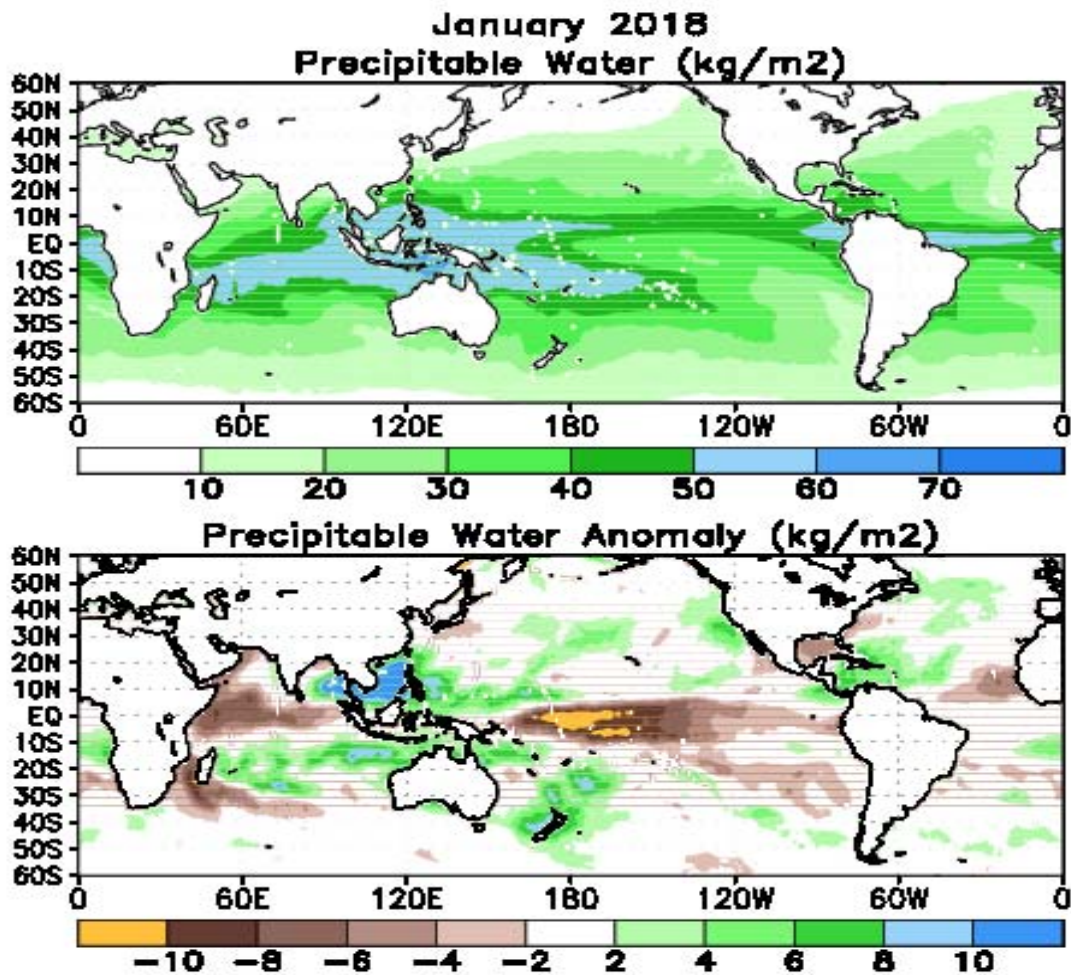 January 2018
Precipitable Water (kg/m2)
60N
50N
40N
30N
20N
10N
EQ
10S
20S
30S
40S
50S
60S
0 60E 120E 180 120W 60W 0
10 20 30 40 50 60 70
Precipitable Water Anomaly (kg/m2)
60N
50N
40N
30N
20N
10N
EQ
10S
20S
30S
40S
50S
60S
0 60E 120E 180 120W 60W 0
-10 -8 -6 -4 -2 2 4 6 8 10